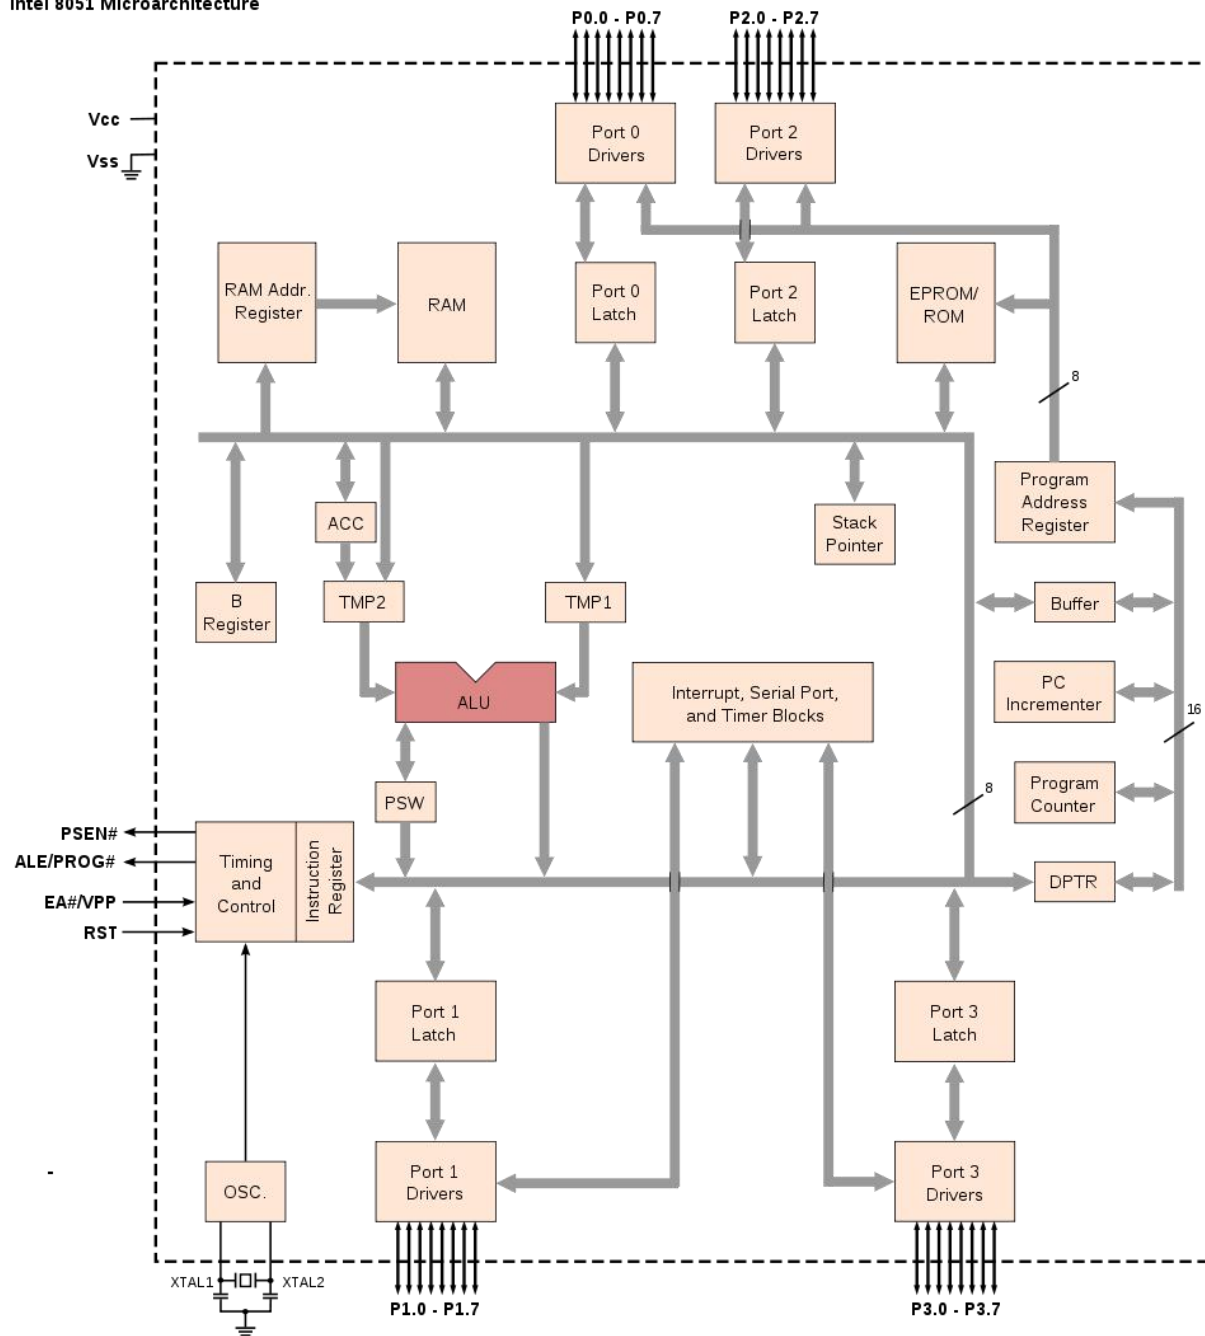 Intel 8051 Microarchitecture
P0.0 - P0.7
P2.0 - P2.7
Vcc
Vss
Port 0
Drivers
Port 2
Drivers
RAM Addr.
Register
RAM
Port 0
Latch
Port 2
Latch
EPROM/
ROM
8
Program
Address
Register
ACC
Stack
Pointer
B
Register
TMP2
TMP1
Buffer
ALU
Interrupt, Serial Port,
and Timer Blocks
PC
Incrementer
16
PSW
8
Program
Counter
PSEN#
ALE/PROG#
EA#/VPP
RST
Timing
and
Control
Instruction
Register
DPTR
Port 1
Latch
Port 3
Latch
-
OSC.
Port 1
Drivers
Port 3
Drivers
XTAL1
XTAL2
P1.0 - P1.7
P3.0 - P3.7